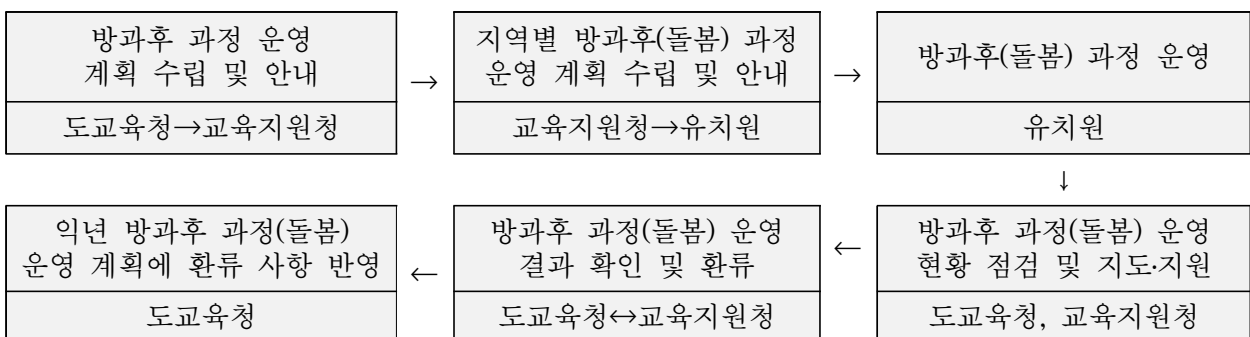 방과후 과정 운영
계획 수립 및 안내
도교육청→교육지원청
→
지역별 방과후(돌봄) 과정
운영 계획 수립 및 안내
교육지원청→유치원
→
방과후(돌봄) 과정 운영
유치원
↓
방과후 과정(돌봄) 운영
현황 점검 및 지도·지원
도교육청, 교육지원청
←
방과후 과정(돌봄) 운영
결과 확인 및 환류
도교육청↔교육지원청
←
익년 방과후 과정(돌봄)
운영 계획에 환류 사항 반영
도교육청